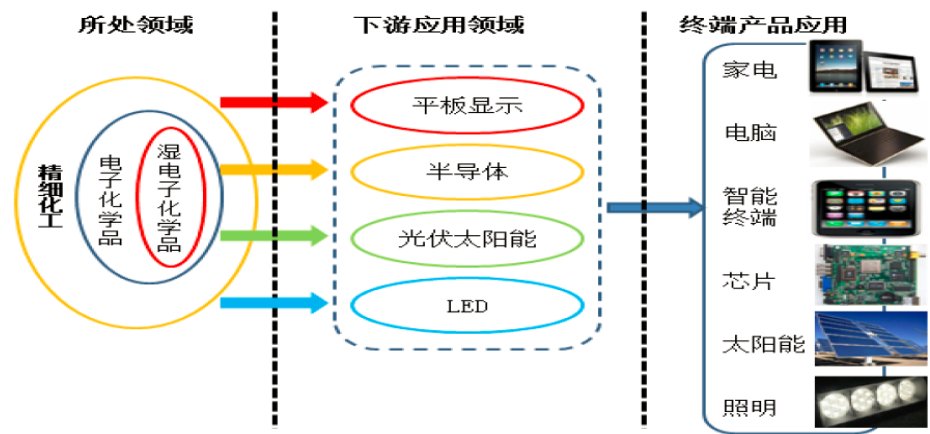 所处领域
下游应用领域
终端产品应用
精细化工
电子化学品
湿电子化学品
平板显示
半导体
光伏太阳能
LED
家电
电脑
智能
终端
芯片
太阳能
照明